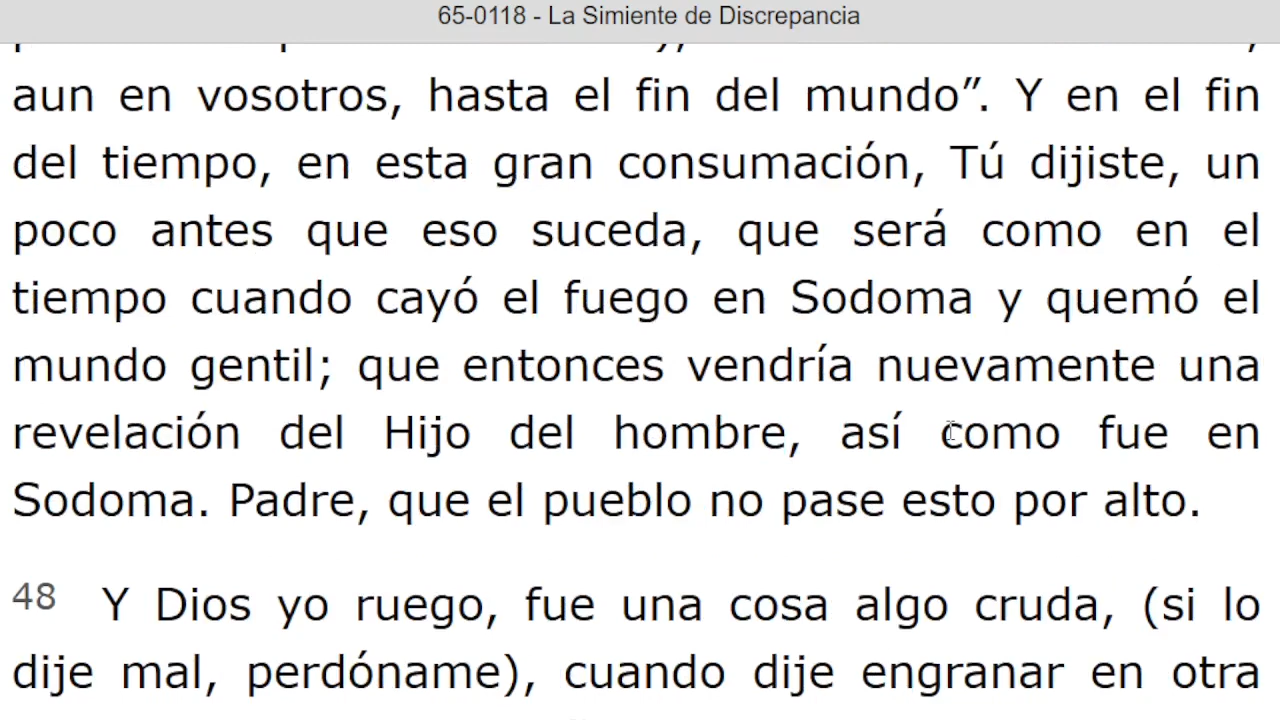 65-0118 - La Simiente de Discrepancia
aun en vosotros, hasta el fin del mundo”. Y en el fin
del tiempo, en esta gran consumación, Tú dijiste, un
poco antes que eso suceda, que será como en el
tiempo cuando cayó el fuego en Sodoma y quemó el
mundo gentil; que entonces vendría nuevamente una
revelación del Hijo del hombre, así como fue en
Sodoma. Padre, que el pueblo no pase esto por alto.
48 Y Dios yo ruego, fue una cosa algo cruda, (si lo
dije mal, perdóname), cuando dije engranar en otra